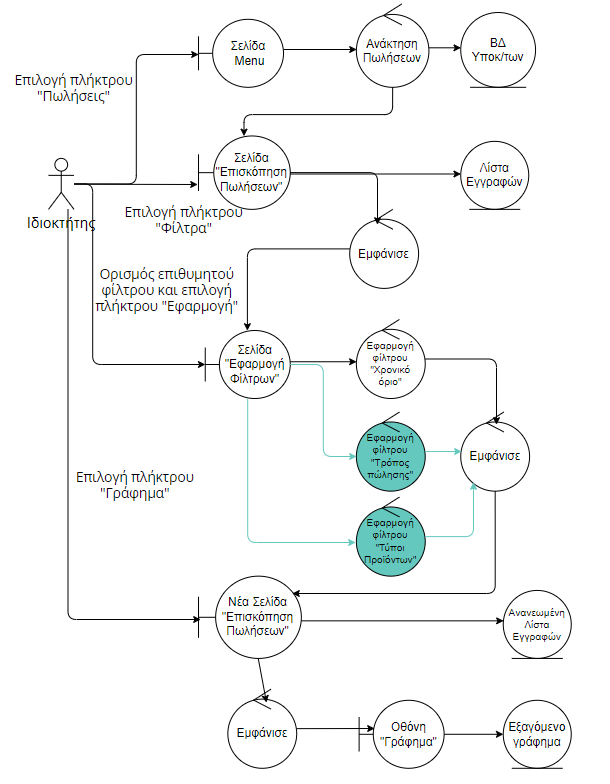 Σελίδα
Menu
Ανάκτηση
Πωλήσεων
ΒΔ
Υποκ/των
Επιλογή πλήκτρου
"Πωλήσεις"
Σελίδα
"Επισκόπηση
Πωλήσεων"
Λίστα
Εγγραφών
Ιδιοκτήτης
Επιλογή πλήκτρου
"Φίλτρα"
Εμφάνισε
Ορισμός επιθυμητού
φίλτρου και επιλογή
πλήκτρου "Εφαρμογή"
Σελίδα
"Εφαρμογή
Φίλτρων"
Εφαρμογή
φίλτρου
"Χρονικό
όριο"
Εφαρμογή
φίλτρου
"Τρόπος
πώλησης"
Εμφάνισε
Επιλογή πλήκτρου
"Γράφημα"
Εφαρμογή
φίλτρου
"Τύποι
Προϊόντων"
Νέα Σελίδα
"Επισκόπηση
Πωλήσεων"
Ανανεωμένη
Λίστα
Εγγραφών
Εμφάνισε
Οθόνη
"Γράφημα"
Εξαγόμενο
γράφημα